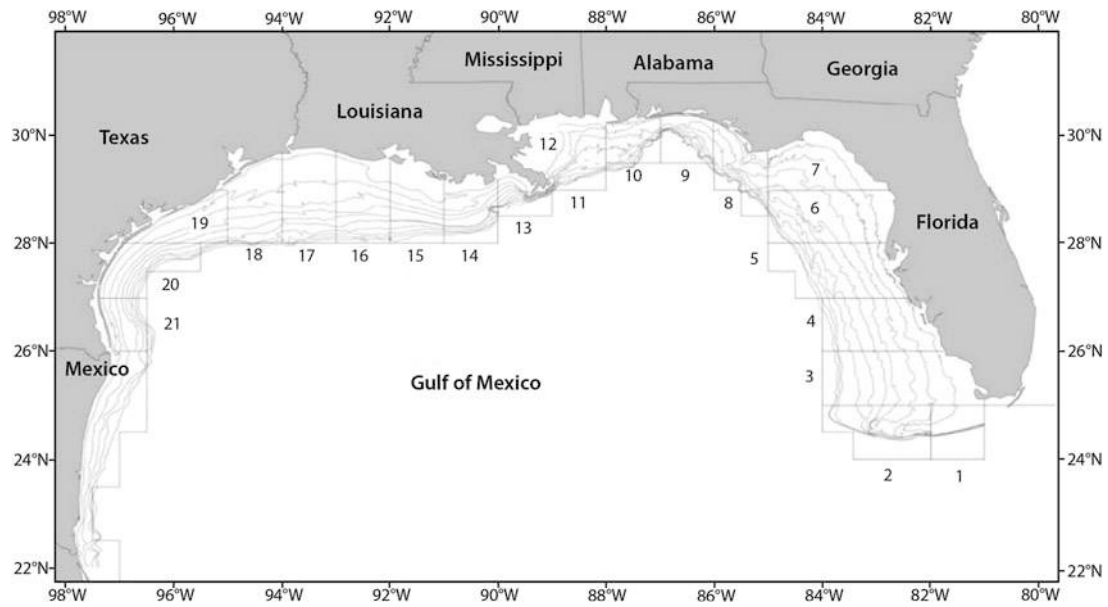 98°W 96°W 94°W 92°W 90°W 88°W 86°W 84°W 82°W 80°W
Mississippi
Alabama
Georgia
Louisiana
Texas
30°N
12
30°N
7
10
9
11
8
6
19
13
Florida
28°N
18
17
16
15
14
5
28°N
20
21
4
26°N
26°N
Mexico
Gulf of Mexico
3
24°N
24°N
2
1
22°N
22°N
98°W 96°W 94°W 92°W 90°W 88°W 86°W 84°W 82°W 80°W